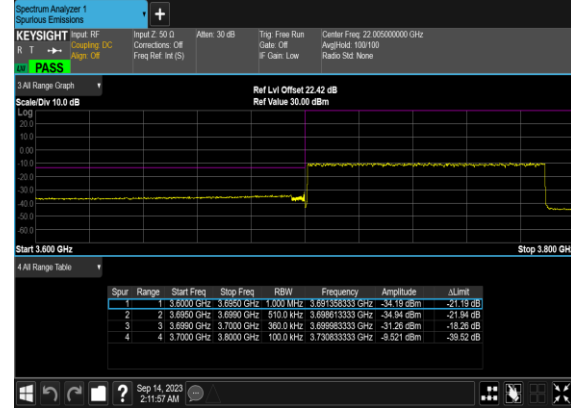 Spectrum Analyzer 1
Spurious Emissions
+
KEYSIGHT Input: RF
R T Coupling: DC
Align: Off
Input Z: 50 Ω
Corrections: Off
Freq Ref: Int (S)
Atten: 30 dB
Trig: Free Run
Gate: Off
IF Gain: Low
Center Freq: 22.005000000 GHz
Avg|Hold: 100/100
Radio Std: None
PASS
3 All Range Graph
Ref Lvl Offset 22.42 dB
Scale/Div 10.0 dB
Ref Value 30.00 dBm
Log
20.0
10.0
0.00
-10.0
-20.0
-30.0
-40.0
-50.0
-60.0
Start 3.600 GHz
Stop 3.800 GH
4 All Range Table
Spur Range Start Freq Stop Freq RBW Frequency Amplitude ΔLimit
1 1 3.6000 GHz 3.6950 GHz 1.000 MHz 3.691358333 GHz -34.19 dBm -21.19 dB
2 2 3.6950 GHz 3.6990 GHz 510.0 kHz 3.698613333 GHz -34.94 dBm -21.94 dB
3 3 3.6990 GHz 3.7000 GHz 360.0 kHz 3.699983333 GHz -31.26 dBm -18.26 dB
4 4 3.7000 GHz 3.8000 GHz 100.0 kHz 3.730833333 GHz -9.521 dBm -39.52 dB
?
Sep 14, 2023
2:11:57 AM